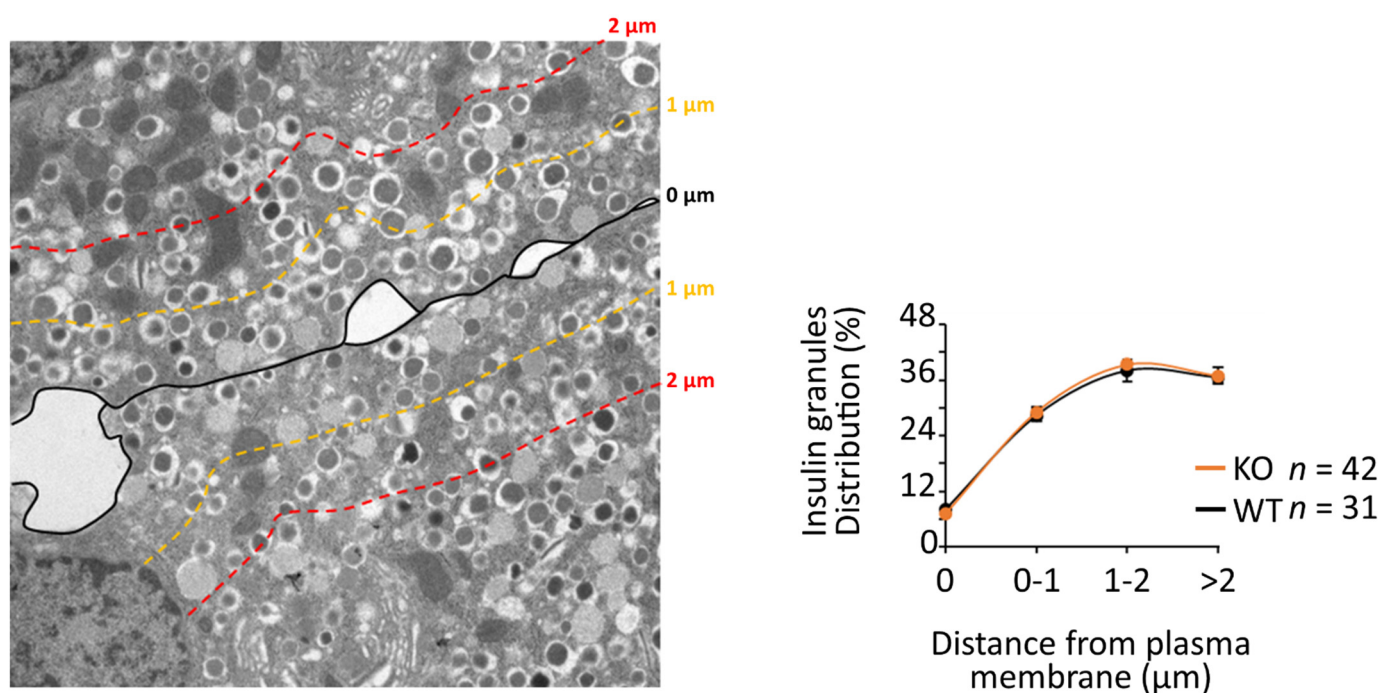 2 μm
1 μm
0 μm
1 μm
2 μm
Insulin granules
Distribution (%)
48
36
24
12
0
0 0-1 1-2 >2
Distance from plasma
membrane (μm)
KO n = 42
WT n = 31